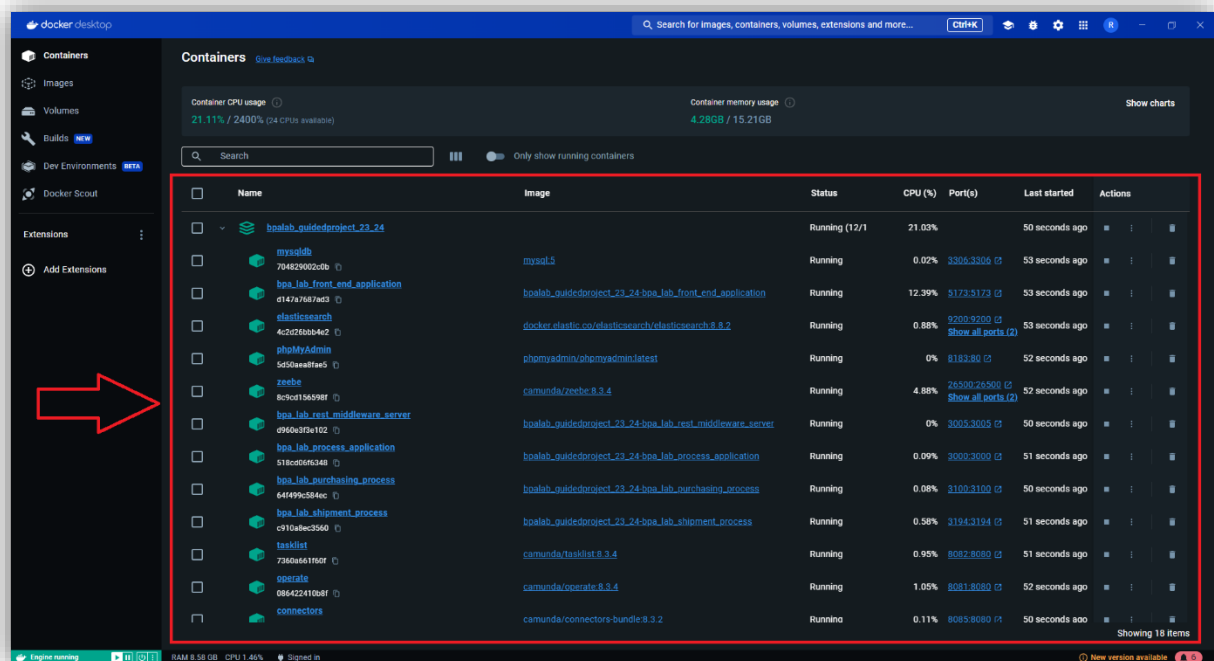 docker desktop
Search for images, containers, volumes, extensions and more...
Ctrl+K
R
Containers
Images
Volumes
Builds NEW
Dev Environments BETA
Docker Scout
Extensions
Add Extensions
Containers Give feedback
Container CPU usage
21.11% / 2400% (24 CPUs available)
Container memory usage
4.28GB / 15.21GB
Show charts
Search
Only show running containers
Name Image Status CPU (%) Port(s) Last started Actions
bpalab_guidedproject_23_24 Running (12/1 21.03% 50 seconds ago
mysqldb
704829002c0b mysql:5 Running 0.02% 3306:3306 53 seconds ago
bpa_lab_front_end_application
d147a7687ad3 bpalab_guidedproject_23_24-bpa_lab_front_end_application Running 12.39% 5173:5173 53 seconds ago
elasticsearch
4c2d26bbb4e2 docker.elastic.co/elasticsearch/elasticsearch:8.8.2 Running 0.88% 9200:9200 53 seconds ago
Show all ports (2)
phpMyAdmin
5d50aea8fae5 phpmyadmin/phpmyadmin:latest Running 0% 8183:80 52 seconds ago
zeebe
8c9cd156598f camunda/zeebe:8.3.4 Running 4.88% 26500:26500 52 seconds ago
Show all ports (2)
bpa_lab_rest_middleware_server
d960e3f3e102 bpalab_guidedproject_23_24-bpa_lab_rest_middleware_server Running 0% 3005:3005 50 seconds ago
bpa_lab_process_application
518cd06f6348 bpalab_guidedproject_23_24-bpa_lab_process_application Running 0.09% 3000:3000 51 seconds ago
bpa_lab_purchasing_process
64f499c584ec bpalab_guidedproject_23_24-bpa_lab_purchasing_process Running 0.08% 3100:3100 50 seconds ago
bpa_lab_shipment_process
c910a8ec3560 bpalab_guidedproject_23_24-bpa_lab_shipment_process Running 0.58% 3194:3194 51 seconds ago
tasklist
7360a661f60f camunda/tasklist:8.3.4 Running 0.95% 8082:8080 51 seconds ago
operate
086422410b8f camunda/operate:8.3.4 Running 1.05% 8081:8080 52 seconds ago
connectors
camunda/connectors-bundle:8.3.2 Running 0.11% 8085:8080 50 seconds ago
Showing 18 items
Engine running RAM 8.58 GB CPU 1.46% Signed in New version available 5